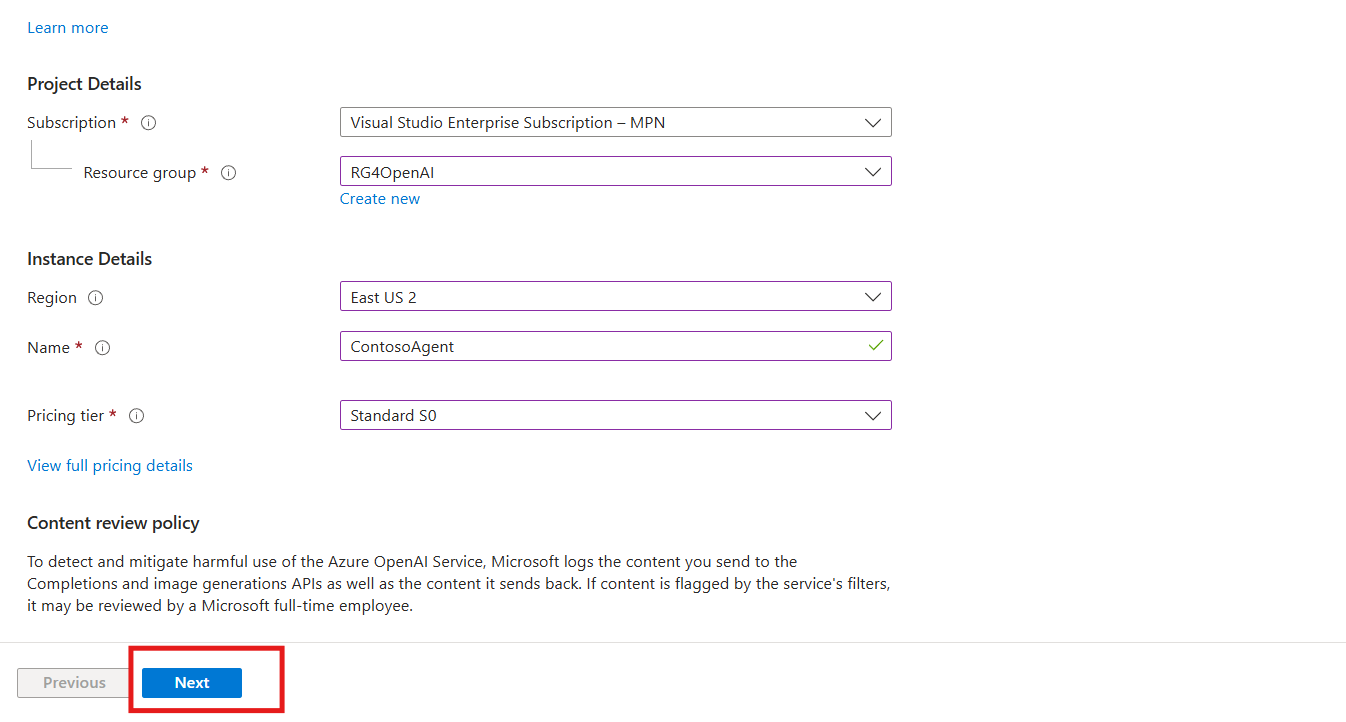 Learn more
Project Details
Subscription *
Visual Studio Enterprise Subscription – MPN
Resource group *
RG4OpenAI
Create new
Instance Details
Region
East US 2
Name *
ContosoAgent
Pricing tier *
Standard S0
View full pricing details
Content review policy
To detect and mitigate harmful use of the Azure OpenAI Service, Microsoft logs the content you send to the
Completions and image generations APIs as well as the content it sends back. If content is flagged by the service's filters,
it may be reviewed by a Microsoft full-time employee.
Previous
Next